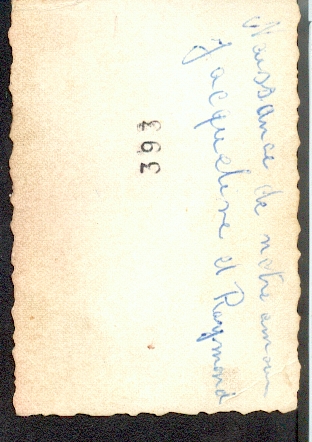 Naissance de notre amour
Jacqueline et Raymond
393